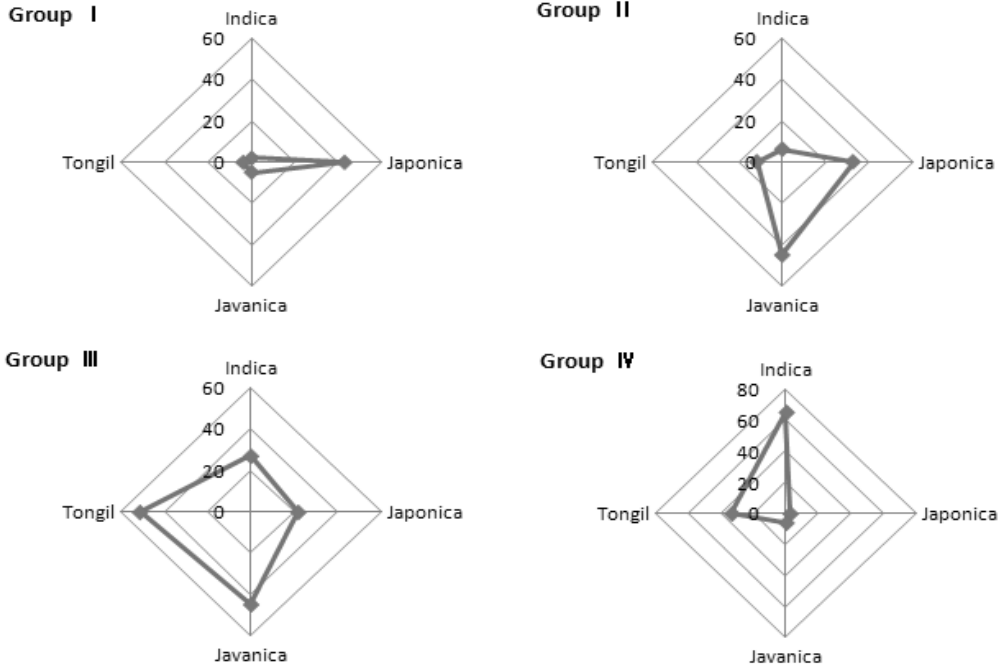 Group Ⅰ
Indica
60
40
20
0
Tongil
Japonica
Javanica
Group Ⅱ
Indica
60
40
20
0
Tongil
Japonica
Javanica
Group Ⅲ
Indica
60
40
20
0
Tongil
Japonica
Javanica
Group Ⅳ
Indica
80
60
40
20
0
Tongil
Japonica
Javanica